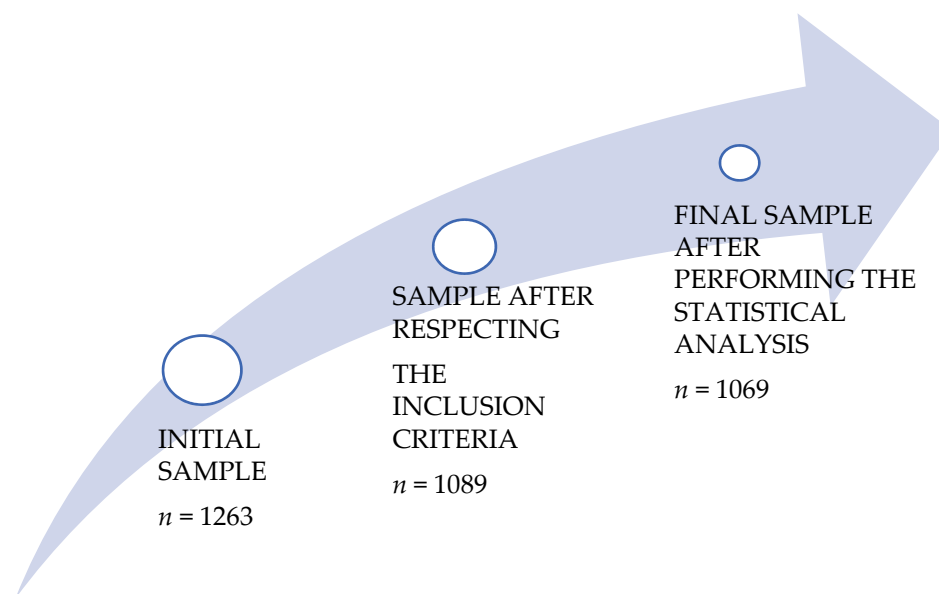 INITIAL
SAMPLE
n = 1263
SAMPLE AFTER
RESPECTING
THE
INCLUSION
CRITERIA
n = 1089
FINAL SAMPLE
AFTER
PERFORMING THE
STATISTICAL
ANALYSIS
n = 1069